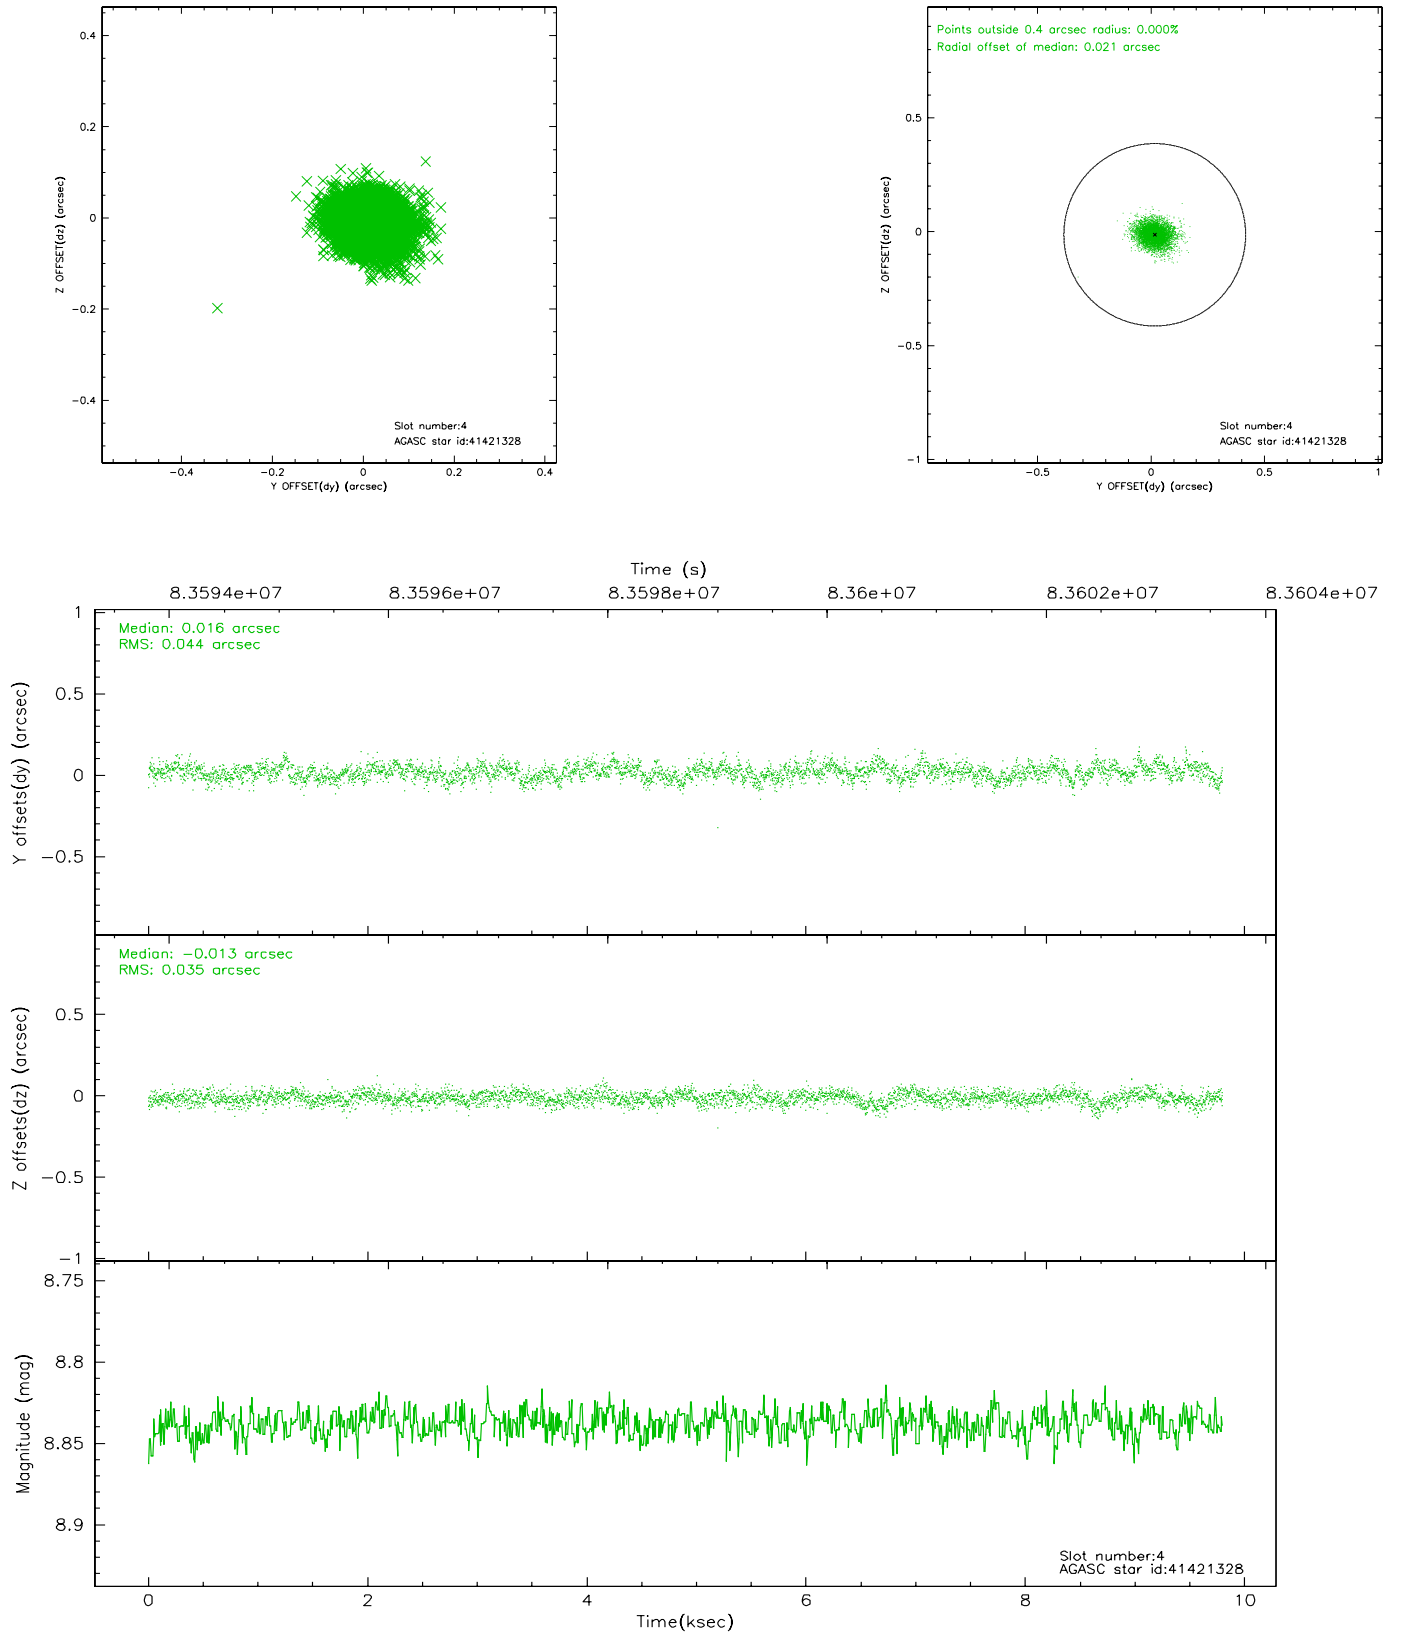 0.4
0.2
0
−0.2
−0.4
Z OFFSET(dz) (arcsec)
Slot number:4
AGASC star id:41421328
−0.4 −0.2 0 0.2 0.4
Y OFFSET(dy) (arcsec)
Points outside 0.4 arcsec radius: 0.000%
Radial offset of median: 0.021 arcsec
0.5
0
−0.5
−1
Z OFFSET(dz) (arcsec)
Slot number:4
AGASC star id:41421328
−0.5 0 0.5 1
Y OFFSET(dy) (arcsec)
Time (s)
8.3594e+07 8.3596e+07 8.3598e+07 8.36e+07 8.3602e+07 8.3604e+07
Median: 0.016 arcsec
RMS: 0.044 arcsec
1
0.5
0
−0.5
Y offsets(dy) (arcsec)
Median: −0.013 arcsec
RMS: 0.035 arcsec
0.5
0
−0.5
−1
Z offsets(dz) (arcsec)
8.75
8.8
8.85
8.9
Magnitude (mag)
Slot number:4
AGASC star id:41421328
0 2 4 6 8 10
Time(ksec)